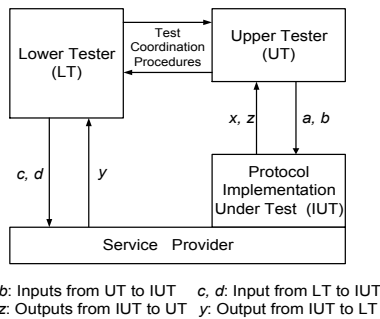 Lower Tester
(LT)
Test
Coordination
Procedures
Upper Tester
(UT)
x, z
a, b
c, d
y
Protocol
Implementation
Under Test (IUT)
Service Provider
b: Inputs from UT to IUT c, d: Input from LT to IUT
z: Outputs from IUT to UT y: Output from IUT to LT